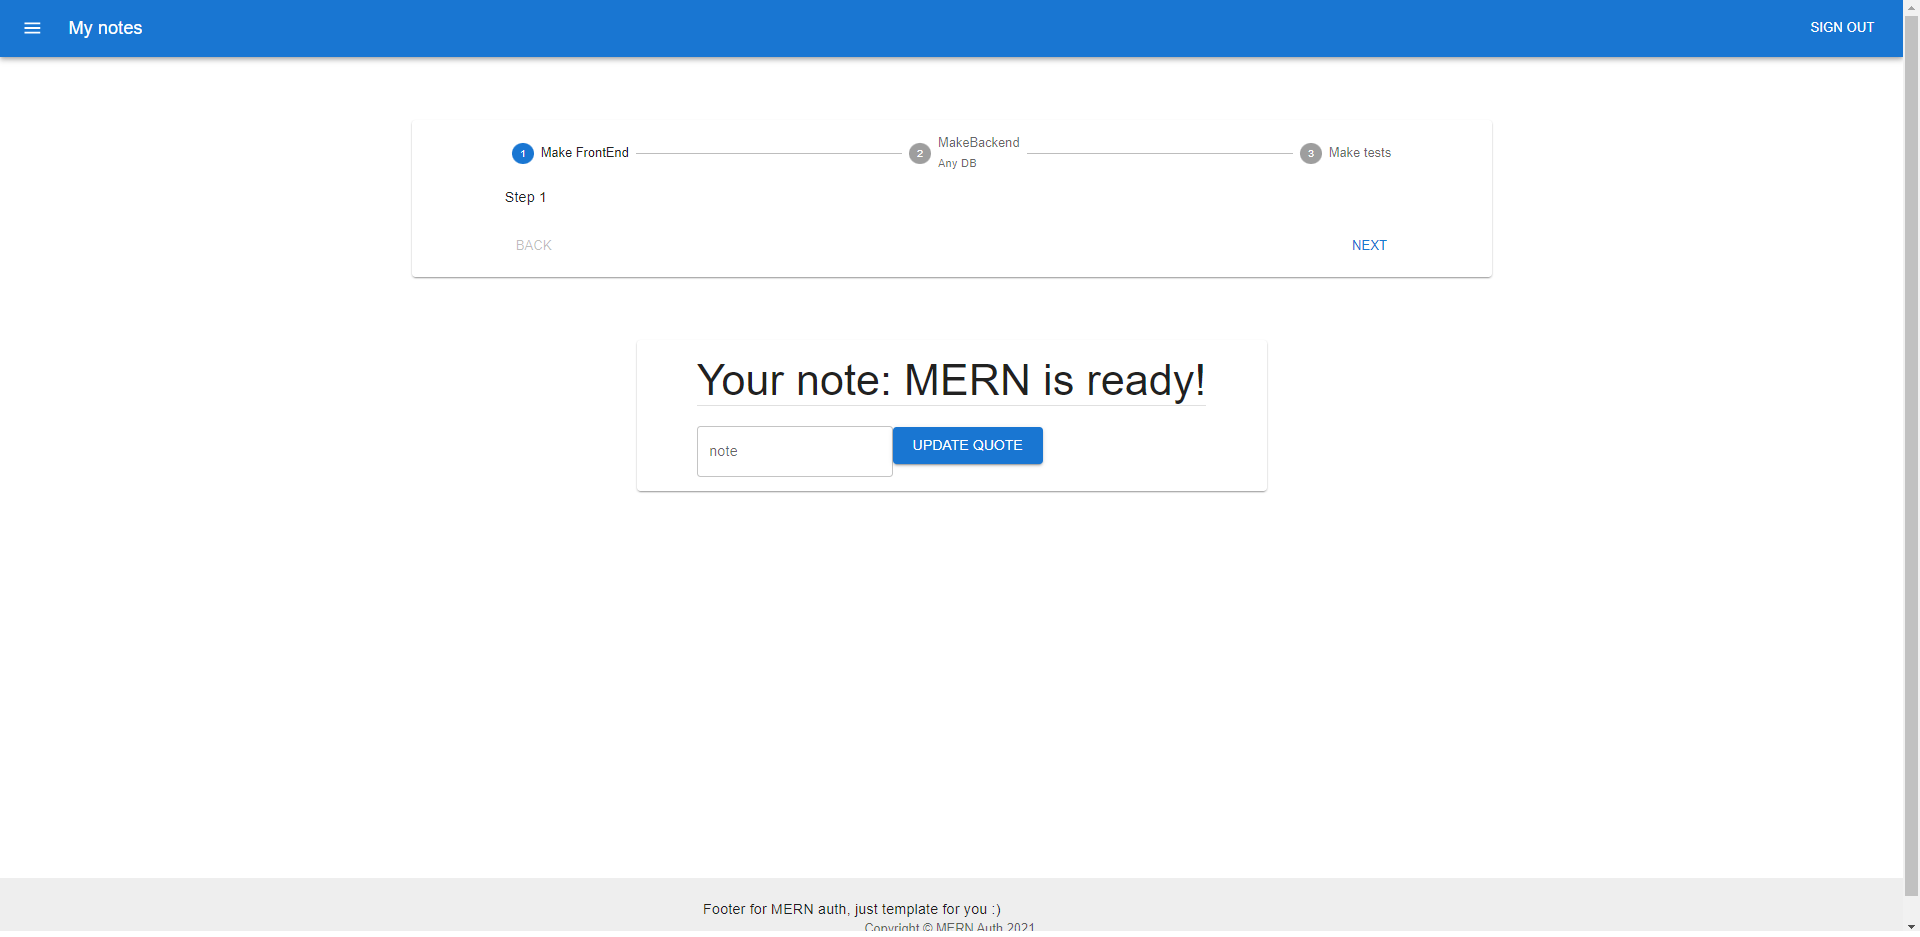 My notes
SIGN OUT
1 Make FrontEnd
2 MakeBackend
Any DB
3 Make tests
Step 1
BACK
NEXT
Your note: MERN is ready!
note
UPDATE QUOTE
Footer for MERN auth, just template for you :)
Copyright © MERN Auth 2021